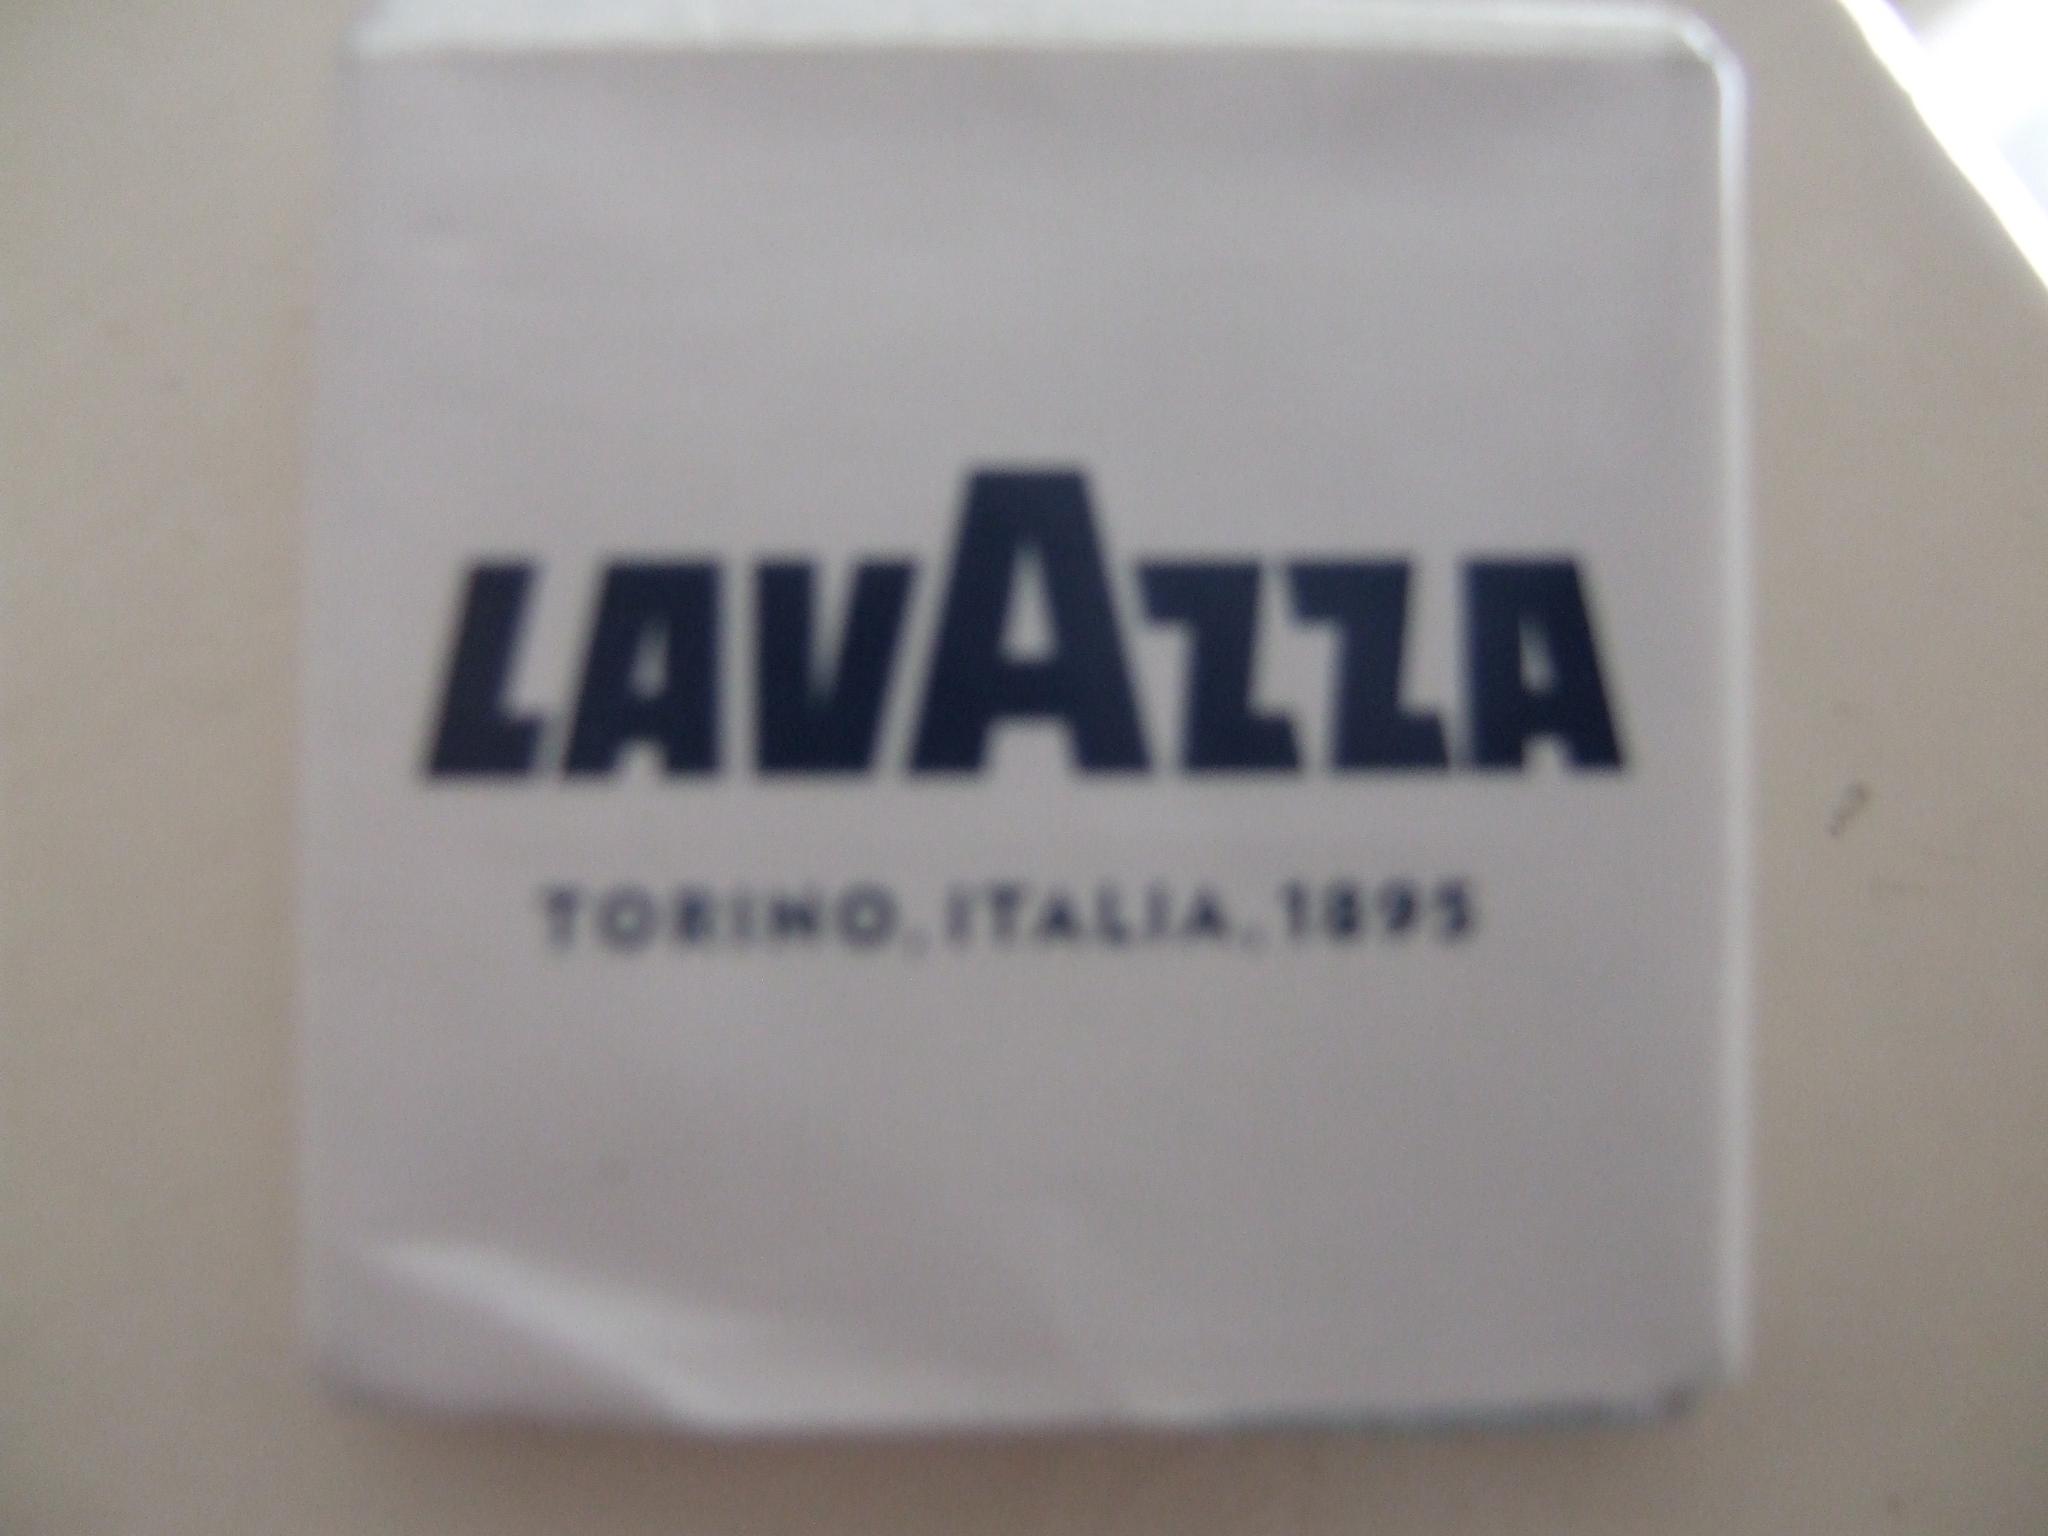 LAVAZZA
TORINO, ITALIA, 1895